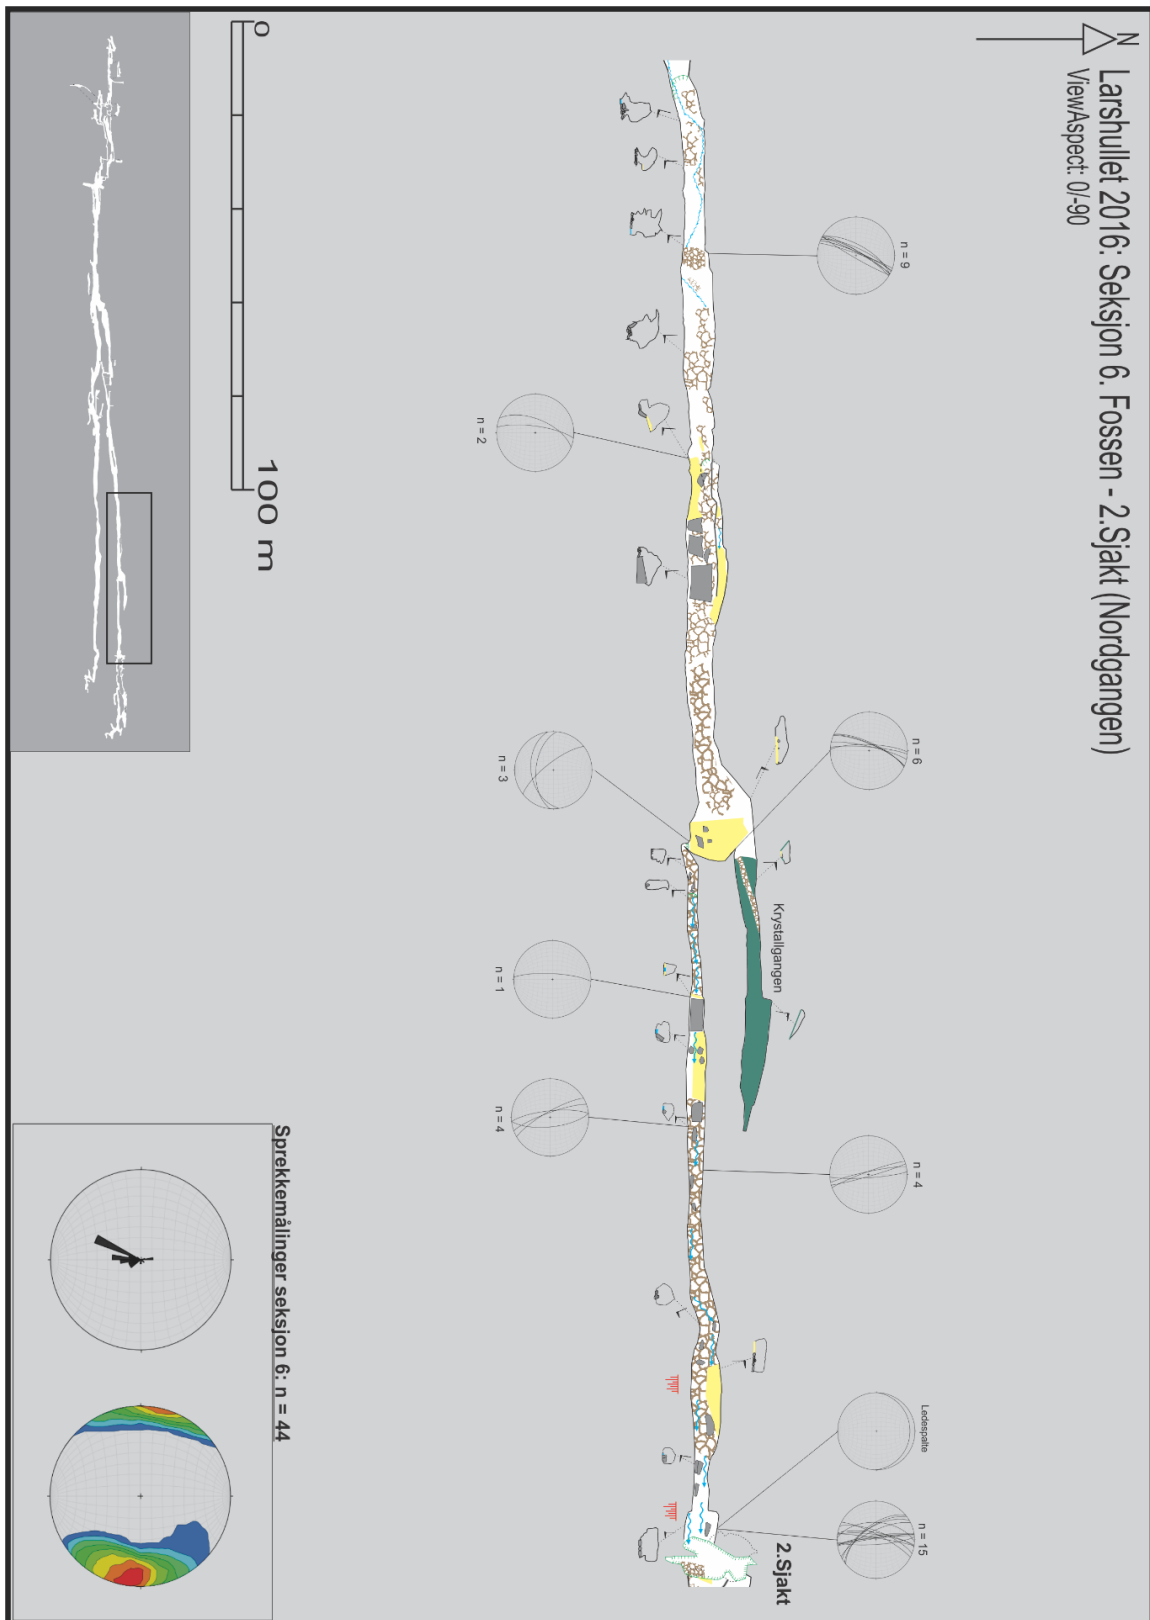 N
Larshullet 2016: Seksjon 6. Fossen - 2.Sjakt (Nordgangen)
ViewAspect: 0/-90
0
100 m
n = 9
n = 2
n = 6
n = 3
Krystallgangen
n = 1
n = 4
n = 4
Ledespalte
n = 15
2.Sjakt
Sprekkemålinger seksjon 6: n = 44